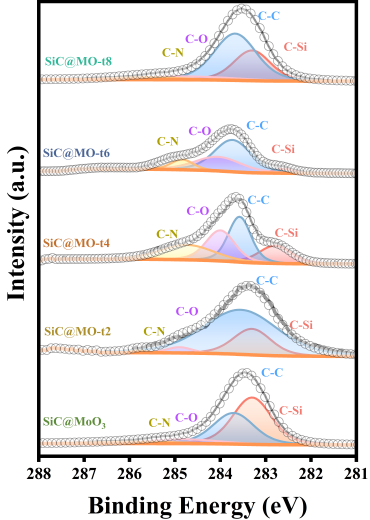 C-C
C-O
C-N
C-Si
SiC@MO-t8
C-C
C-O
C-N
C-Si
SiC@MO-t6
C-C
C-O
C-N
C-Si
SiC@MO-t4
C-C
C-O
C-N
C-Si
SiC@MO-t2
C-C
C-O
C-N
C-Si
SiC@MoO₃
Intensity (a.u.)
288 287 286 285 284 283 282 281
Binding Energy (eV)